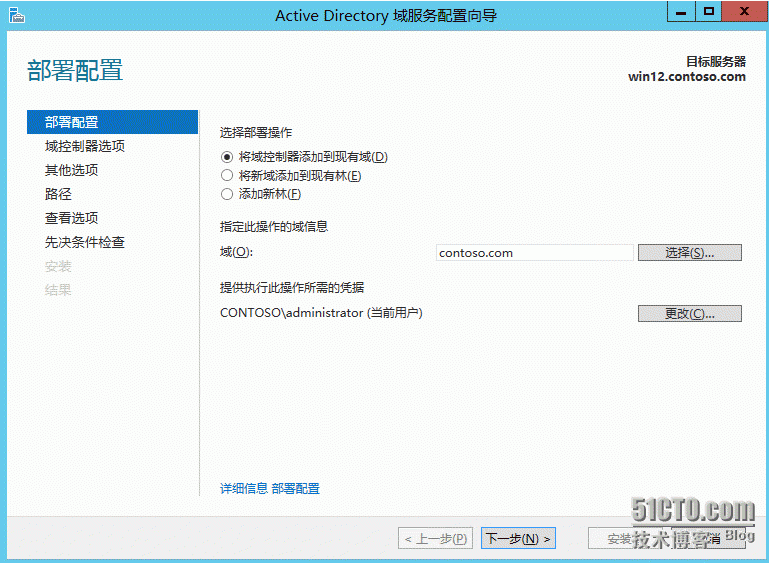 Active Directory 域服务配置向导
部署配置
目标服务器
win12.contoso.com
部署配置
域控制器选项
其他选项
路径
查看选项
先决条件检查
安装
结果
选择部署操作
将域控制器添加到现有域(D)
将新域添加到现有林(E)
添加新林(F)
指定此操作的域信息
域(O):
contoso.com
选择(S)...
提供执行此操作所需的凭据
CONTOSO\administrator (当前用户)
更改(C)...
详细信息 部署配置
< 上一步(P)
下一步(N) >
安装
消
51CTO.com
技术博客 Blog